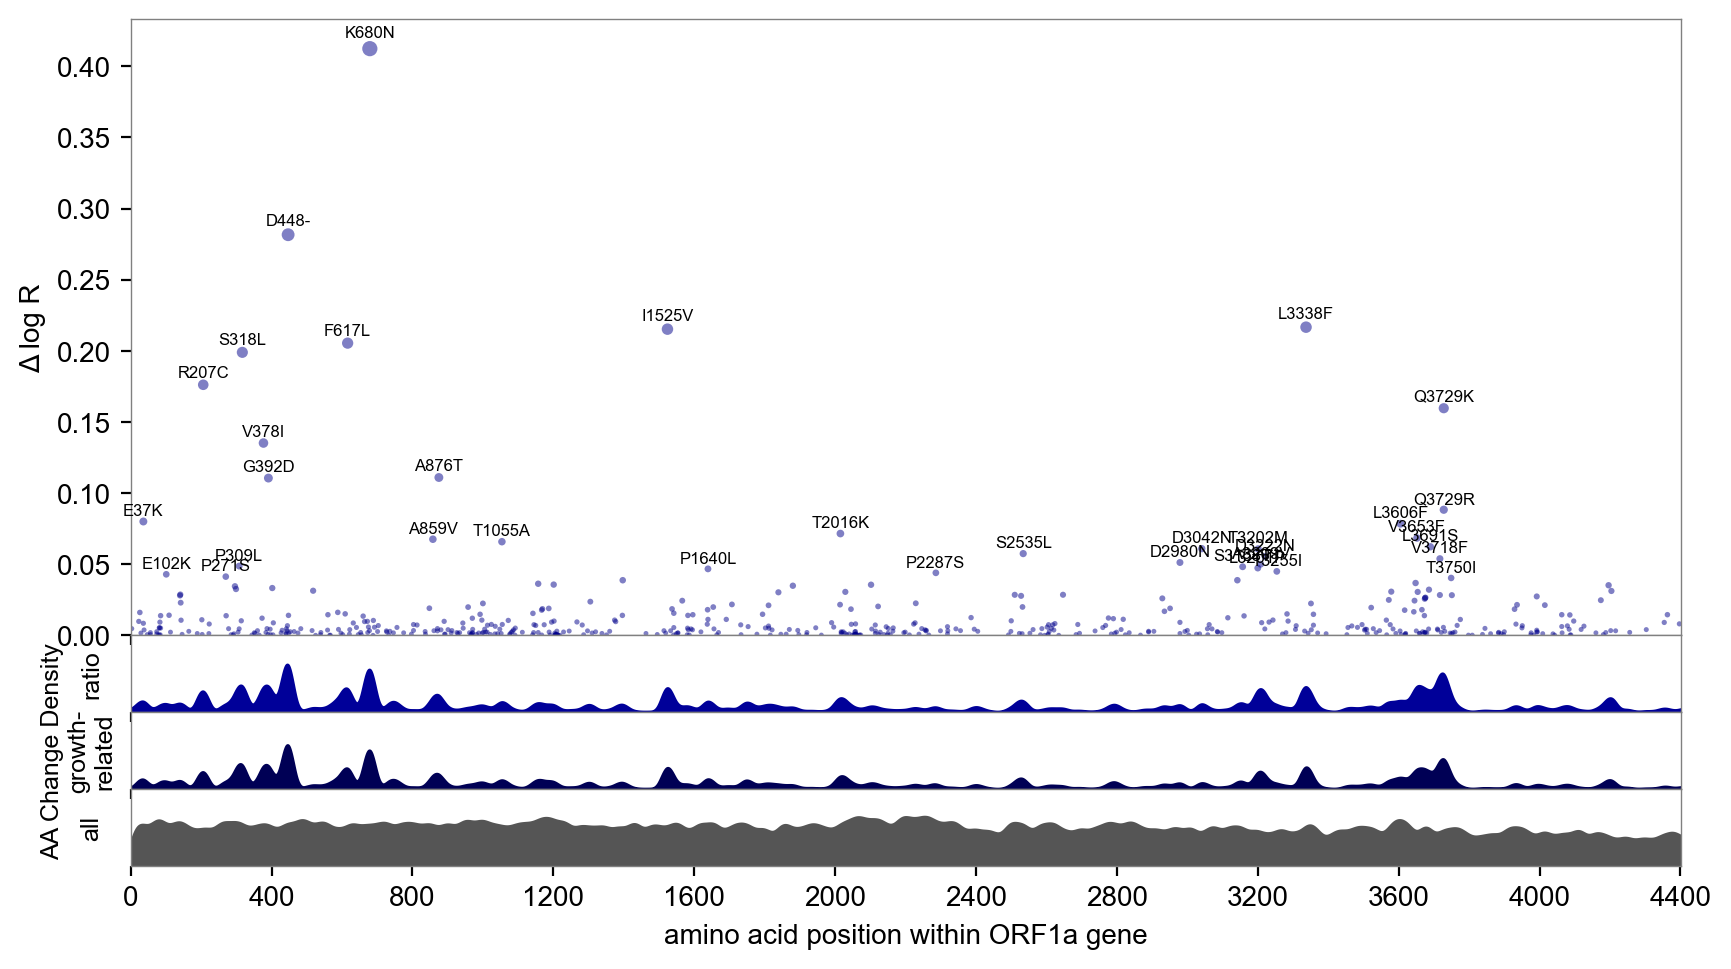 K680N
0.40
0.35
0.30
D448-
0.25
Δ log R
I1525V
L3338F
F617L
S318L
0.20
R207C
Q3729K
0.15
V378I
G392D
A876T
0.10
E37K
Q3729R
L3606F
V3653F
A859V
T1055A
T2016K
L3691S
D3042N
T3202M
D3222N
S2535L
V3718F
D2980N
P309L
P1640L
0.05
E102K
P271S
P2287S
T3255I
T3750I
0.00
AA Change Density
ratio
growth-
related
all
0 400 800 1200 1600 2000 2400 2800 3200 3600 4000 4400
amino acid position within ORF1a gene